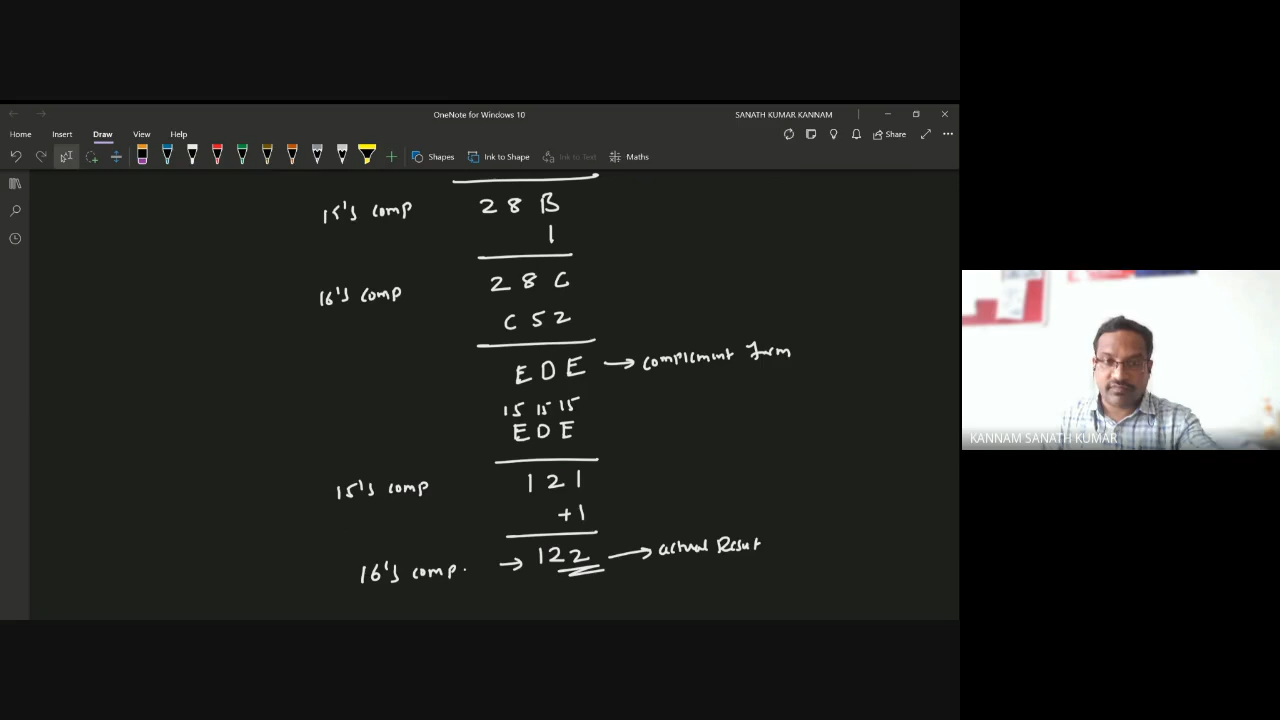 OneNote for Windows 10
SANATH KUMAR KANNAM
Home Insert Draw View Help
Share
Shapes Ink to Shape Ink to Text Maths
15's comp 28B
1
16's comp 28C
C52
EDE → complement Form
15 15 15
EDE
15's comp 121
+1
16's comp. → 122 → actual Result
KANNAM SANATH KUMAR